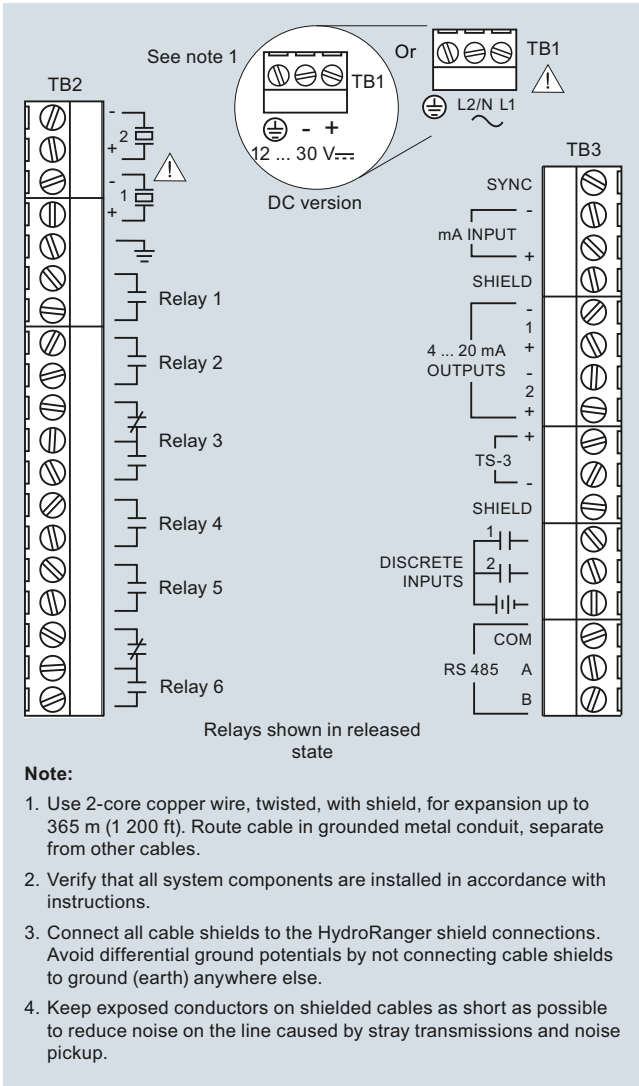 See note 1
TB1
Or
TB1
- +
12 ... 30 V
DC version
L2/N L1
TB2
-
2
+
-
1
+
Relay 1
Relay 2
Relay 3
Relay 4
Relay 5
Relay 6
TB3
SYNC
-
mA INPUT
+
SHIELD
-
1
+
4 ... 20 mA
OUTPUTS
-
2
+
+
TS-3
-
SHIELD
1
DISCRETE
INPUTS
2
COM
RS 485 A
B
Relays shown in released
state
Note:
1. Use 2-core copper wire, twisted, with shield, for expansion up to
365 m (1 200 ft). Route cable in grounded metal conduit, separate
from other cables.
2. Verify that all system components are installed in accordance with
instructions.
3. Connect all cable shields to the HydroRanger shield connections.
Avoid differential ground potentials by not connecting cable shields
to ground (earth) anywhere else.
4. Keep exposed conductors on shielded cables as short as possible
to reduce noise on the line caused by stray transmissions and noise
pickup.